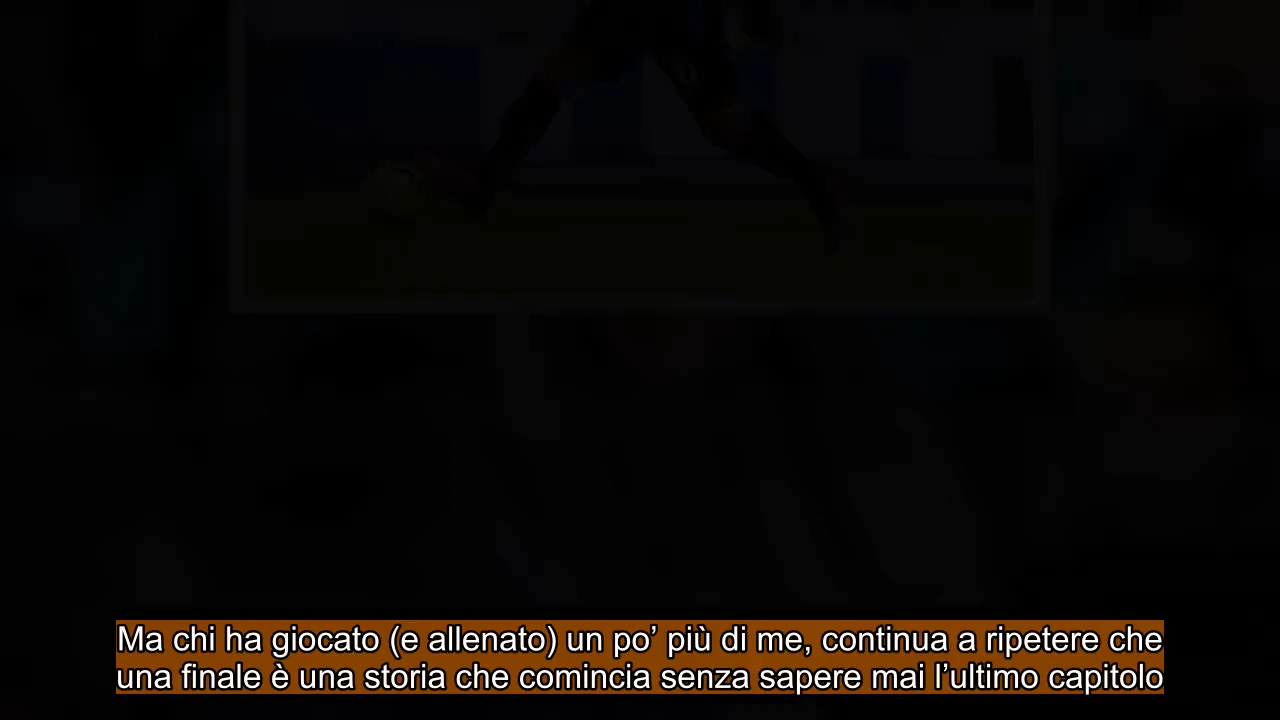 Ma chi ha giocato (e allenato) un po’ più di me, continua a ripetere che
una finale è una storia che comincia senza sapere mai l’ultimo capitolo